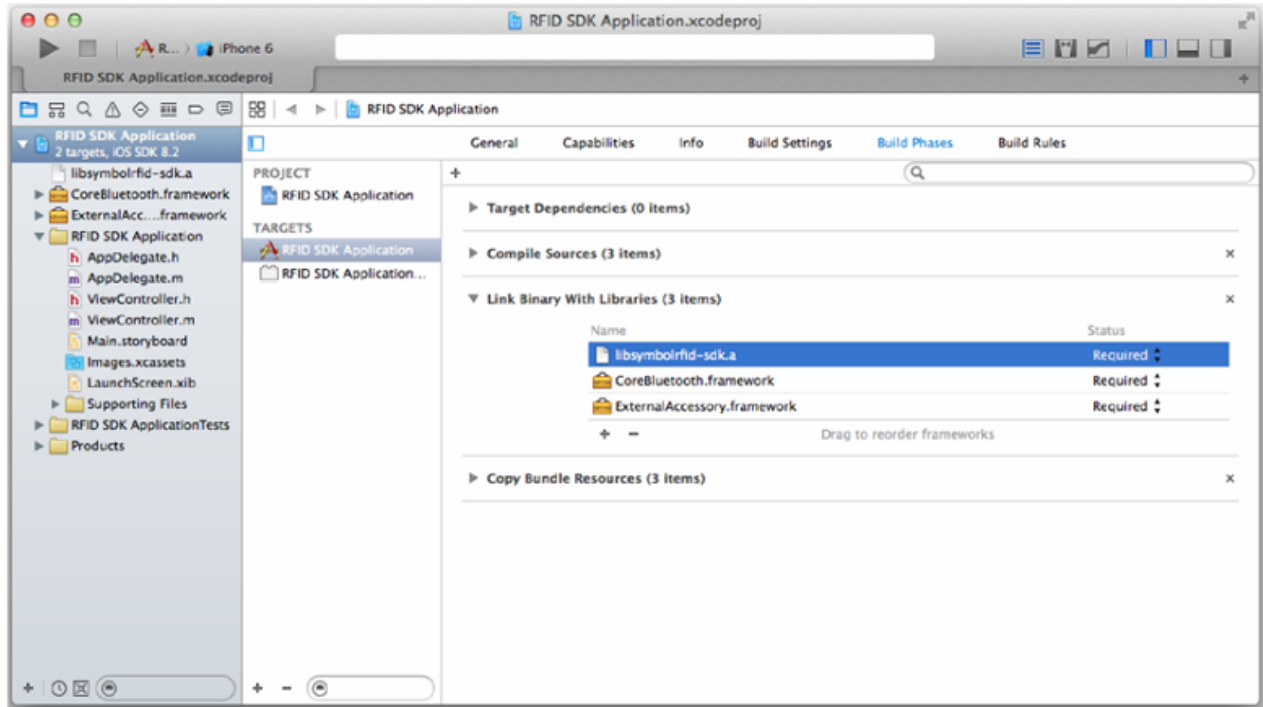 RFID SDK Application.xcodeproj
R... iPhone 6
RFID SDK Application.xcodeproj
RFID SDK Application
2 targets, iOS SDK 8.2
libsymbolrfid-sdk.a
CoreBluetooth.framework
ExternalAcc....framework
RFID SDK Application
h AppDelegate.h
m AppDelegate.m
h ViewController.h
m ViewController.m
Main.storyboard
Images.xcassets
LaunchScreen.xib
Supporting Files
RFID SDK ApplicationTests
Products
RFID SDK Application
General Capabilities Info Build Settings Build Phases Build Rules
PROJECT
RFID SDK Application
TARGETS
RFID SDK Application
RFID SDK Application...
Target Dependencies (0 items)
Compile Sources (3 items)
Link Binary With Libraries (3 items)
Name Status
libsymbolrfid-sdk.a Required
CoreBluetooth.framework Required
ExternalAccessory.framework Required
Drag to reorder frameworks
Copy Bundle Resources (3 items)